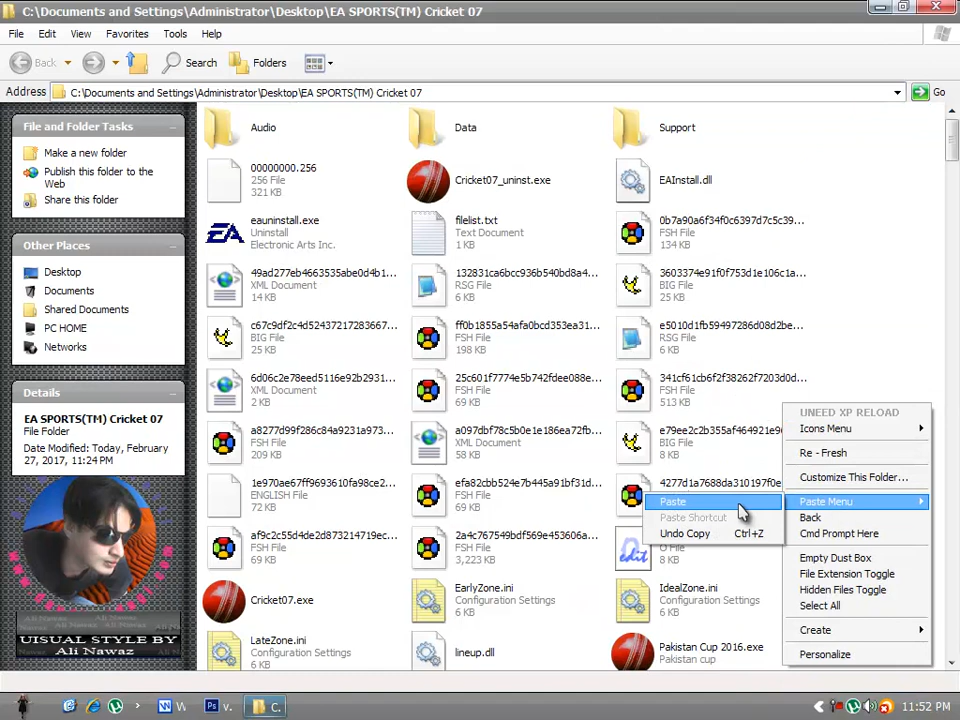 C:\Documents and Settings\Administrator\Desktop\EA SPORTS(TM) Cricket 07
File Edit View Favorites Tools Help
Back Search Folders
Address C:\Documents and Settings\Administrator\Desktop\EA SPORTS(TM) Cricket 07 Go
File and Folder Tasks
Make a new folder
Publish this folder to the
Web
Share this folder
Other Places
Desktop
Documents
Shared Documents
PC HOME
Networks
Details
EA SPORTS(TM) Cricket 07
File Folder
Date Modified: Today, February
27, 2017, 11:24 PM
Ali Nawaz
UISUAL STYLE BY
Ali Nawaz
Audio
Data
Support
00000000.256
256 File
321 KB
Cricket07_uninst.exe
EAInstall.dll
eauninstall.exe
Uninstall
Electronic Arts Inc.
filelist.txt
Text Document
1 KB
0b7a90a6f34f0c6397d7c5c39...
FSH File
134 KB
49ad277eb4663535abe0d4b1...
XML Document
14 KB
132831ca6bcc936b540bd8a4...
RSG File
6 KB
3603374e91f0f753d1e106c1a...
BIG File
25 KB
c67c9df2c4d52437217283667...
BIG File
25 KB
ff0b1855a54afa0bcd353ea31...
FSH File
198 KB
e5010d1fb59497286d08d2be...
RSG File
6 KB
6d06c2e78eed5116e92b2931...
XML Document
2 KB
25c601f7774e5b742fdee088e...
FSH File
69 KB
341cf61cb6f2f38262f7203d0d...
FSH File
513 KB
a8277d99f286c84a9231a973...
FSH File
209 KB
a097dbf78c5b0e1e186ea72fb...
XML Document
58 KB
e79ee2c2b355af464921e9
BIG File
8 KB
1e970ae67ff9693610fa98ce2...
ENGLISH File
72 KB
efa82cbb524e7b445a91bf31d...
FSH File
69 KB
4277d1a7688da310197f0e
af9c2c55d4de2d873214719ec...
FSH File
69 KB
2a4c767549bdf569e453704a...
FSH File
3,223 KB
edit
O File
8 KB
Cricket07.exe
EarlyZone.ini
Configuration Settings
6 KB
IdealZone.ini
Configuration Settings
6 KB
LateZone.ini
Configuration Settings
6 KB
lineup.dll
Pakistan Cup 2016.exe
Pakistan cup
UNEED XP RELOAD
Icons Menu
Re - Fresh
Customize This Folder...
Paste Menu
Back
Cmd Prompt Here
Empty Dust Box
File Extension Toggle
Hidden Files Toggle
Select All
Create
Personalize
Paste
Paste Shortcut
Undo Copy Ctrl+Z
W
v.
C.
11:52 PM